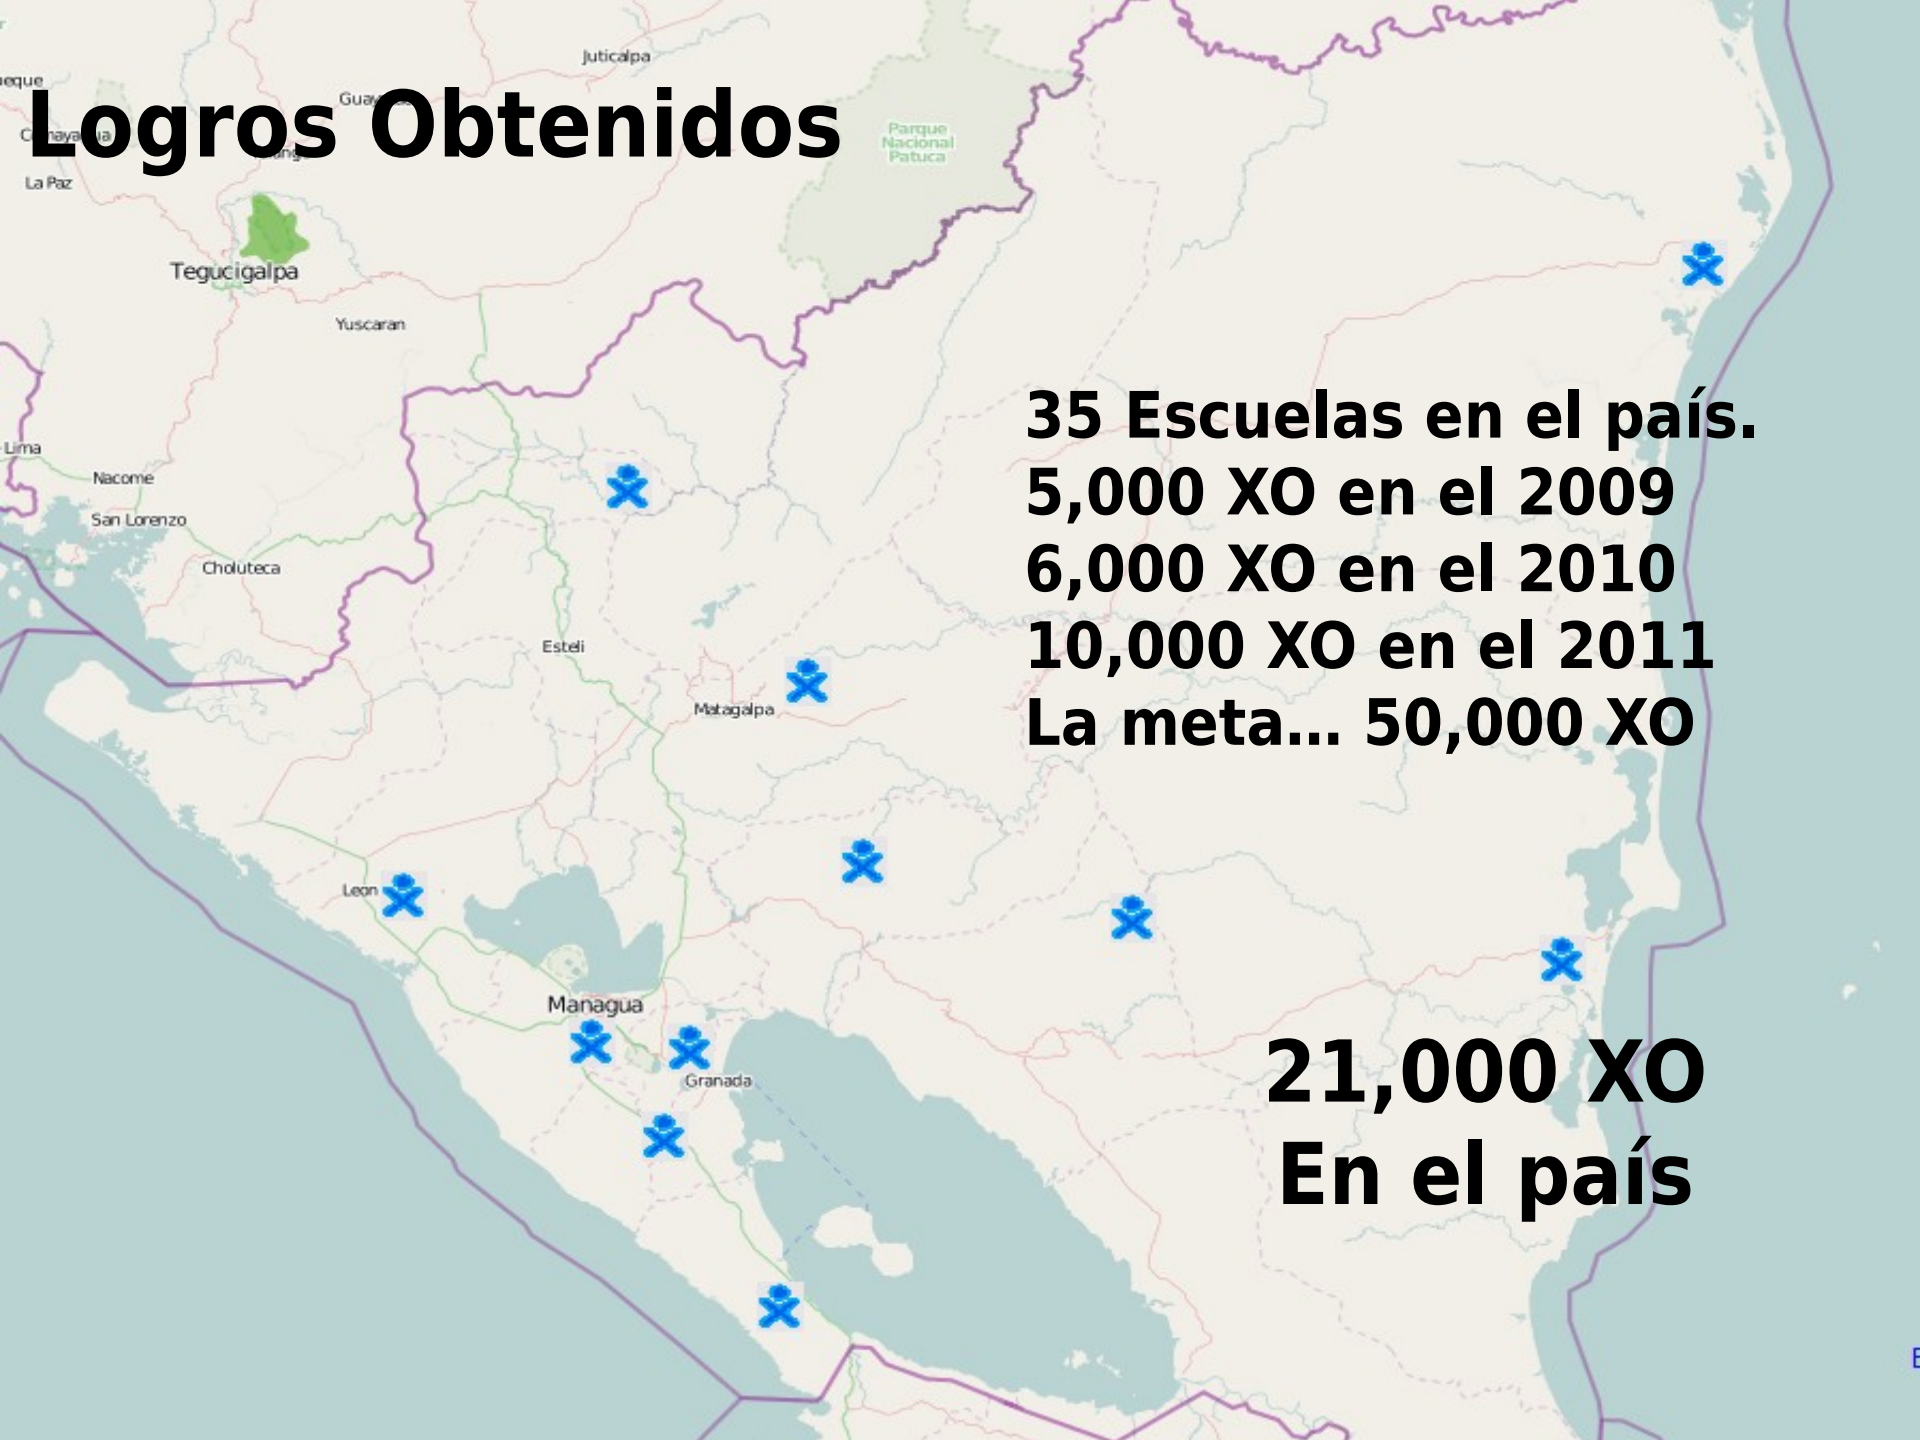 Juticalpa
Logros Obtenidos
La Paz
Parque
Nacional
Patuca
Tegucigalpa
Yuscaran
35 Escuelas en el país.
5,000 XO en el 2009
6,000 XO en el 2010
10,000 XO en el 2011
La meta... 50,000 XO
Lima
Nacome
San Lorenzo
Choluteca
Esteli
Matagalpa
Leon
Managua
Granada
21,000 XO
En el país